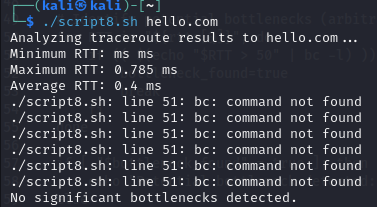 ┌──(kali㉿kali)-[~]
└─$ ./script8.sh hello.com
Analyzing traceroute results to hello.com ...
Minimum RTT: ms ms
Maximum RTT: 0.785 ms
Average RTT: 0.4 ms
./script8.sh: line 51: bc: command not found
./script8.sh: line 51: bc: command not found
./script8.sh: line 51: bc: command not found
./script8.sh: line 51: bc: command not found
./script8.sh: line 51: bc: command not found
./script8.sh: line 51: bc: command not found
No significant bottlenecks detected.